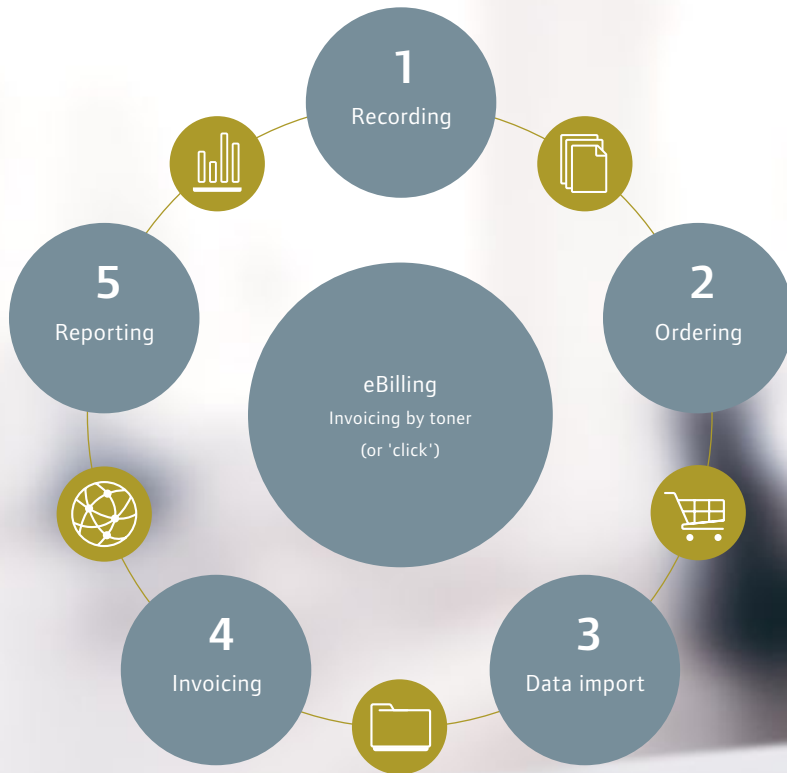 1
Recording
2
Ordering
3
Data import
4
Invoicing
5
Reporting
eBilling
Invoicing by toner
(or 'click')